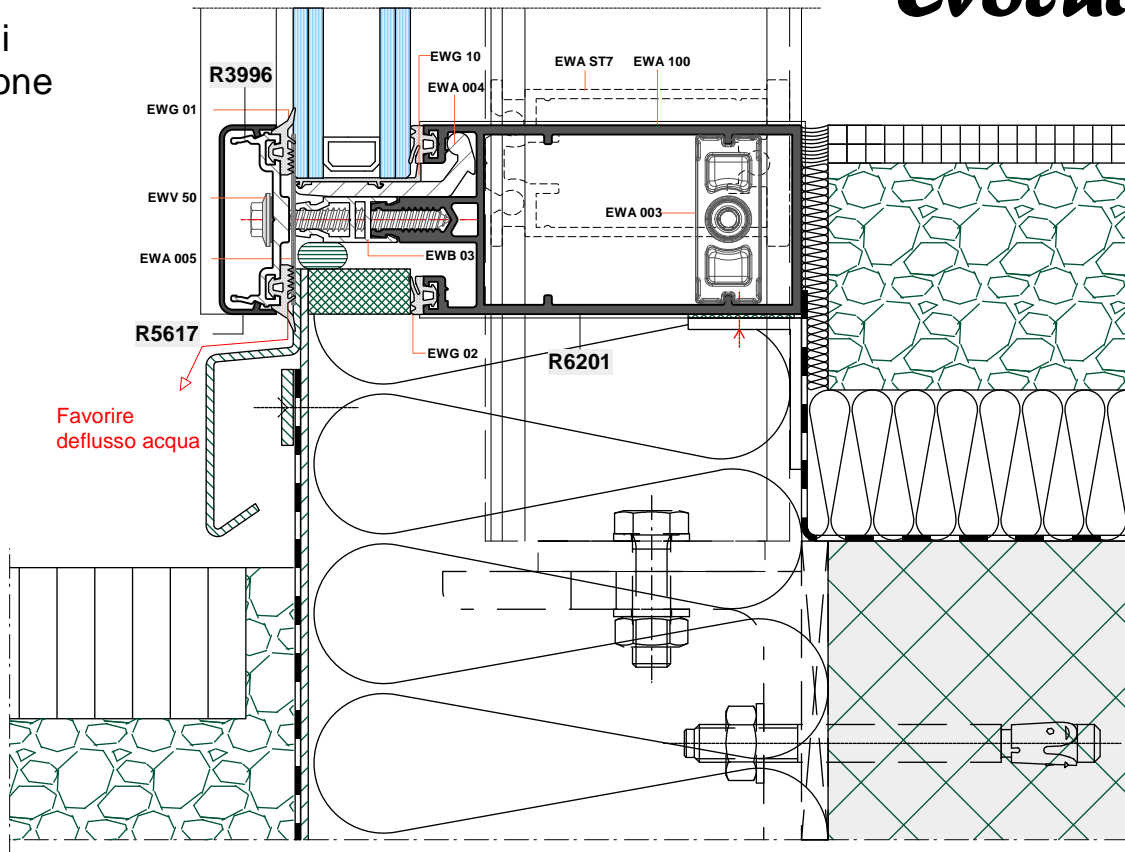 EWG 10
EWA ST7
EWA 100
R3996
EWA 004
EWG 01
EWV 50
EWA 003
EWA 005
EWB 03
R5617
EWG 02
R6201
Favorire
deflusso acqua